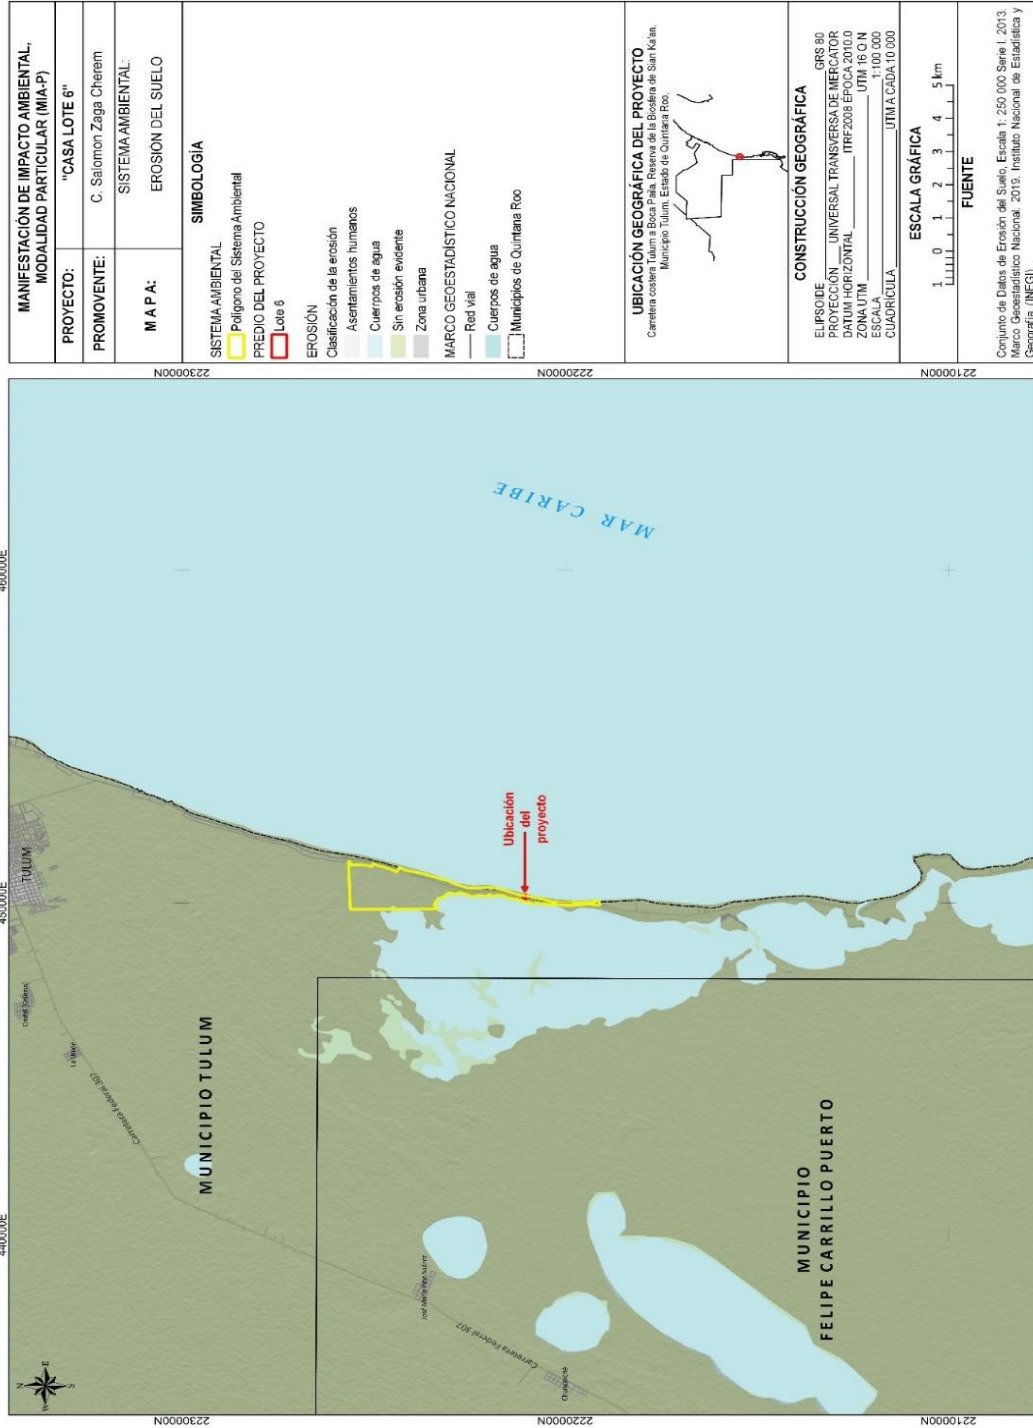 MANIFESTACIÓN DE IMPACTO AMBIENTAL,
MODALIDAD PARTICULAR (MIA-P)
PROYECTO:
"CASA LOTE 6"
PROMOVENTE:
C. Salomon Zaga Cherem
M A P A:
SISTEMA AMBIENTAL:
EROSIÓN DEL SUELO
SIMBOLOGÍA
SISTEMA AMBIENTAL
Polígono del Sistema Ambiental
PREDIO DEL PROYECTO
Lote 6
EROSIÓN
Clasificación de la erosión
Asentamientos humanos
Cuerpos de agua
Sin erosión evidente
Zona urbana
MARCO GEOESTADÍSTICO NACIONAL
Red vial
Cuerpos de agua
Municipios de Quintana Roo
UBICACIÓN GEOGRÁFICA DEL PROYECTO
Carretera costera Tulum a Boca Paila, Reserva de la Biosfera de Sian Ka'an,
Municipio Tulum, Estado de Quintana Roo.
CONSTRUCCIÓN GEOGRÁFICA
ELIPSOIDE GRS 80
PROYECCIÓN UNIVERSAL TRANSVERSA DE MERCATOR
DATUM HORIZONTAL ITRF2008 ÉPOCA 2010.0
ZONA UTM UTM 16 Q N
ESCALA 1:100 000
CUADRÍCULA UTM A CADA 10 000
ESCALA GRÁFICA
1 0 1 2 3 4 5 km
FUENTE
Conjunto de Datos de Erosión del Suelo, Escala 1: 250 000 Serie I. 2013.
Marco Geoestadístico Nacional. 2019. Instituto Nacional de Estadística y
Geografía. (INEGI)
440000E
450000E
460000E
2230000N
2220000N
2210000N
2230000N
2220000N
2210000N
N
E
S
W
TULUM
La Unión
Carretera Federal 307
MUNICIPIO TULUM
Ubicación
del
proyecto
MAR CARIBE
Carretera Federal 307
MUNICIPIO
FELIPE CARRILLO PUERTO